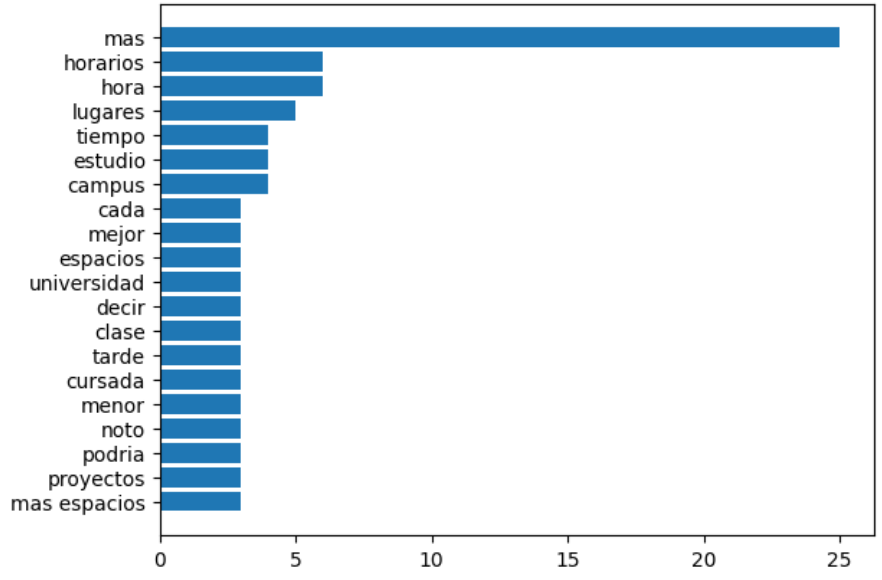 mas
horarios
hora
lugares
tiempo
estudio
campus
cada
mejor
espacios
universidad
decir
clase
tarde
cursada
menor
noto
podria
proyectos
mas espacios
0 5 10 15 20 25